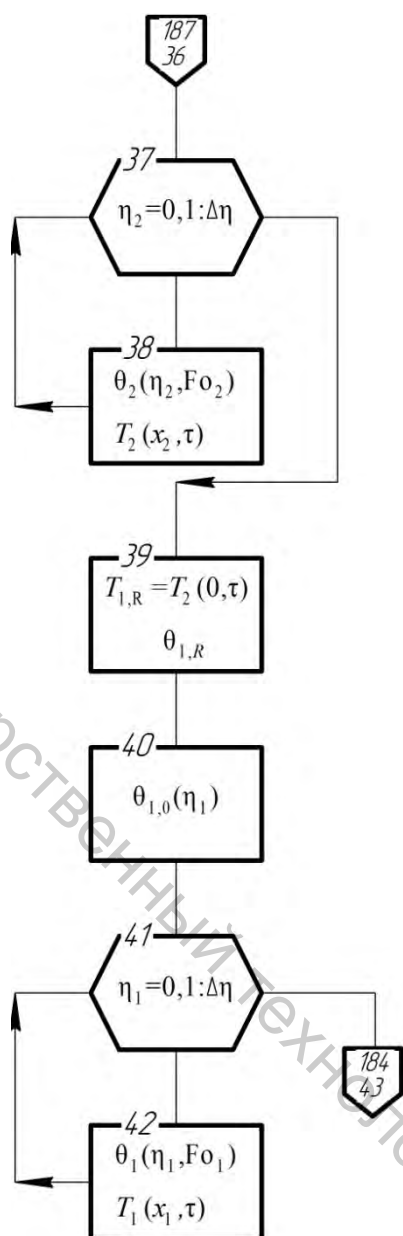 187
36
37
η₂=0,1:Δη
38
θ₂(η₂,Fo₂)
T₂(x₂,τ)
39
T₁,R=T₂(0,τ)
θ₁,R
40
θ₁,₀(η₁)
41
η₁=0,1:Δη
184
43
42
θ₁(η₁,Fo₁)
T₁(x₁,τ)